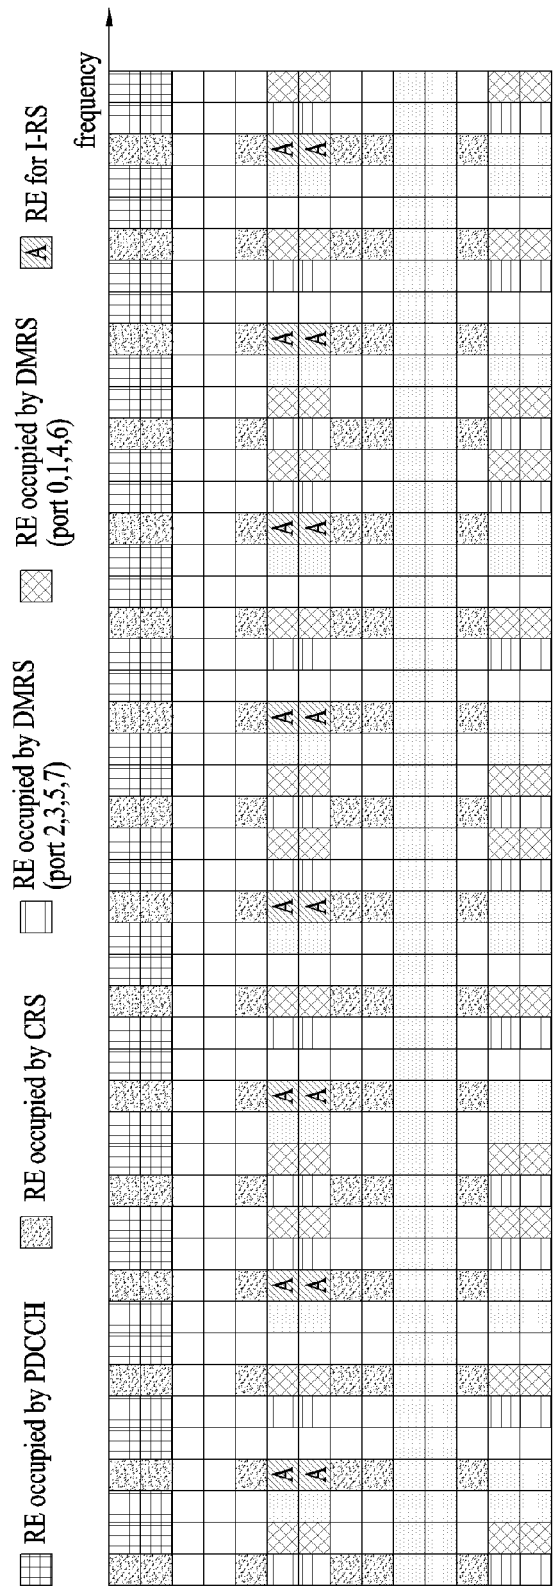 RE occupied by PDCCH
RE occupied by CRS
RE occupied by DMRS
(port 2,3,5,7)
RE occupied by DMRS
(port 0,1,4,6)
A RE for I-RS
frequency
A A A A A A A A
A A A A A A A A